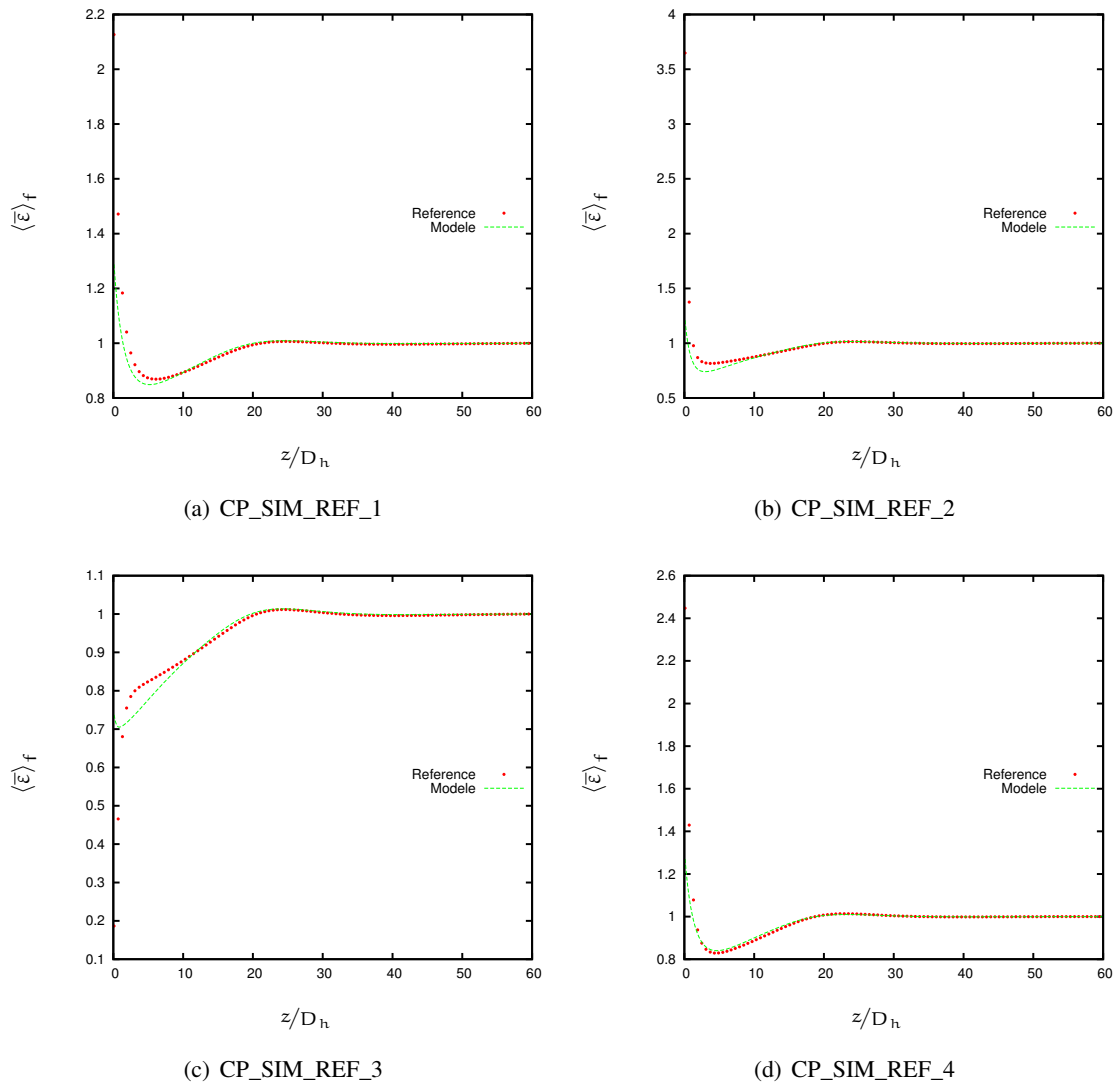 2.2
2
1.8
1.6
1.4
1.2
1
0.8
0 10 20 30 40 50 60
⟨ε̅⟩f
Reference
Modele
z/Dh
(a) CP_SIM_REF_1
4
3.5
3
2.5
2
1.5
1
0.5
0 10 20 30 40 50 60
⟨ε̅⟩f
Reference
Modele
z/Dh
(b) CP_SIM_REF_2
1.1
1
0.9
0.8
0.7
0.6
0.5
0.4
0.3
0.2
0.1
0 10 20 30 40 50 60
⟨ε̅⟩f
Reference
Modele
z/Dh
(c) CP_SIM_REF_3
2.6
2.4
2.2
2
1.8
1.6
1.4
1.2
1
0.8
0 10 20 30 40 50 60
⟨ε̅⟩f
Reference
Modele
z/Dh
(d) CP_SIM_REF_4